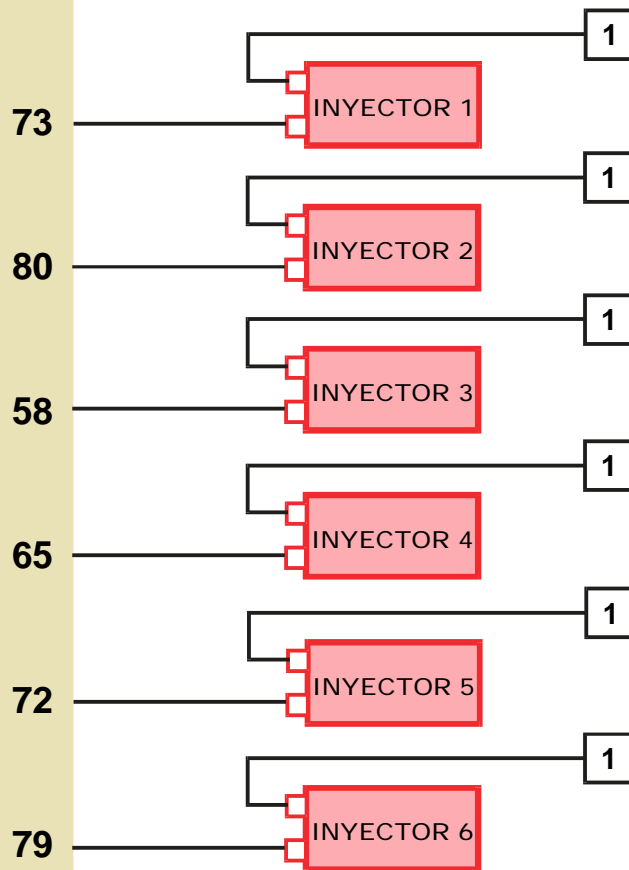 1
INYECTOR 1
73
1
INYECTOR 2
80
1
INYECTOR 3
58
1
INYECTOR 4
65
1
INYECTOR 5
72
1
INYECTOR 6
79